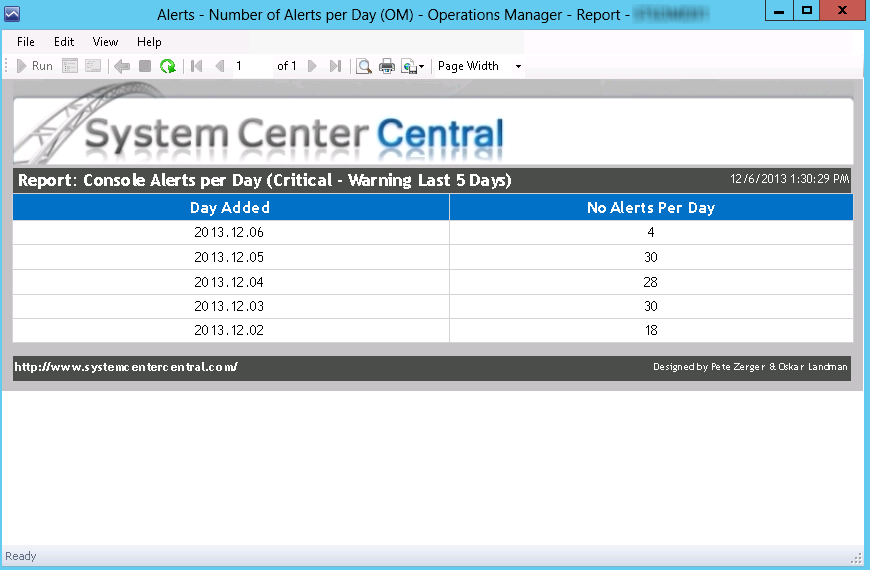 Alerts - Number of Alerts per Day (OM) - Operations Manager - Report -
File Edit View Help
Run 1 of 1 Page Width
System Center Central
Report: Console Alerts per Day (Critical - Warning Last 5 Days) 12/6/2013 1:30:29 PM
Day Added No Alerts Per Day
2013.12.06 4
2013.12.05 30
2013.12.04 28
2013.12.03 30
2013.12.02 18
http://www.systemcentercentral.com/ Designed by Pete Zerger & Oskar Landman
Ready